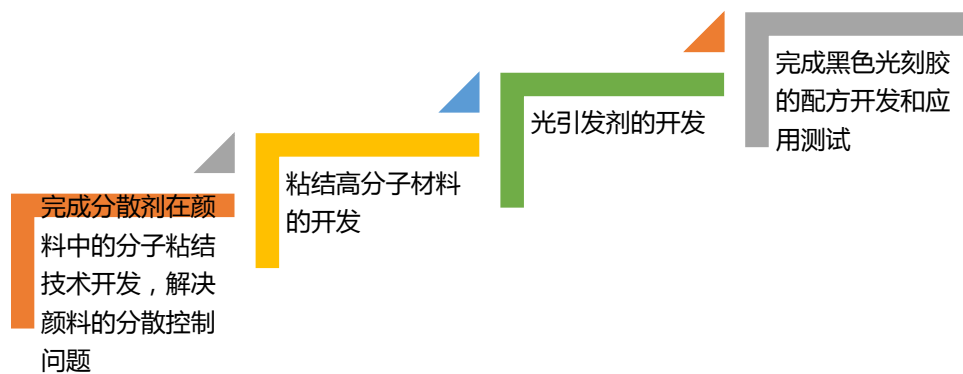 完成分散剂在颜
料中的分子粘结
技术开发，解决
颜料的分散控制
问题
粘结高分子材料
的开发
光引发剂的开发
完成黑色光刻胶
的配方开发和应
用测试